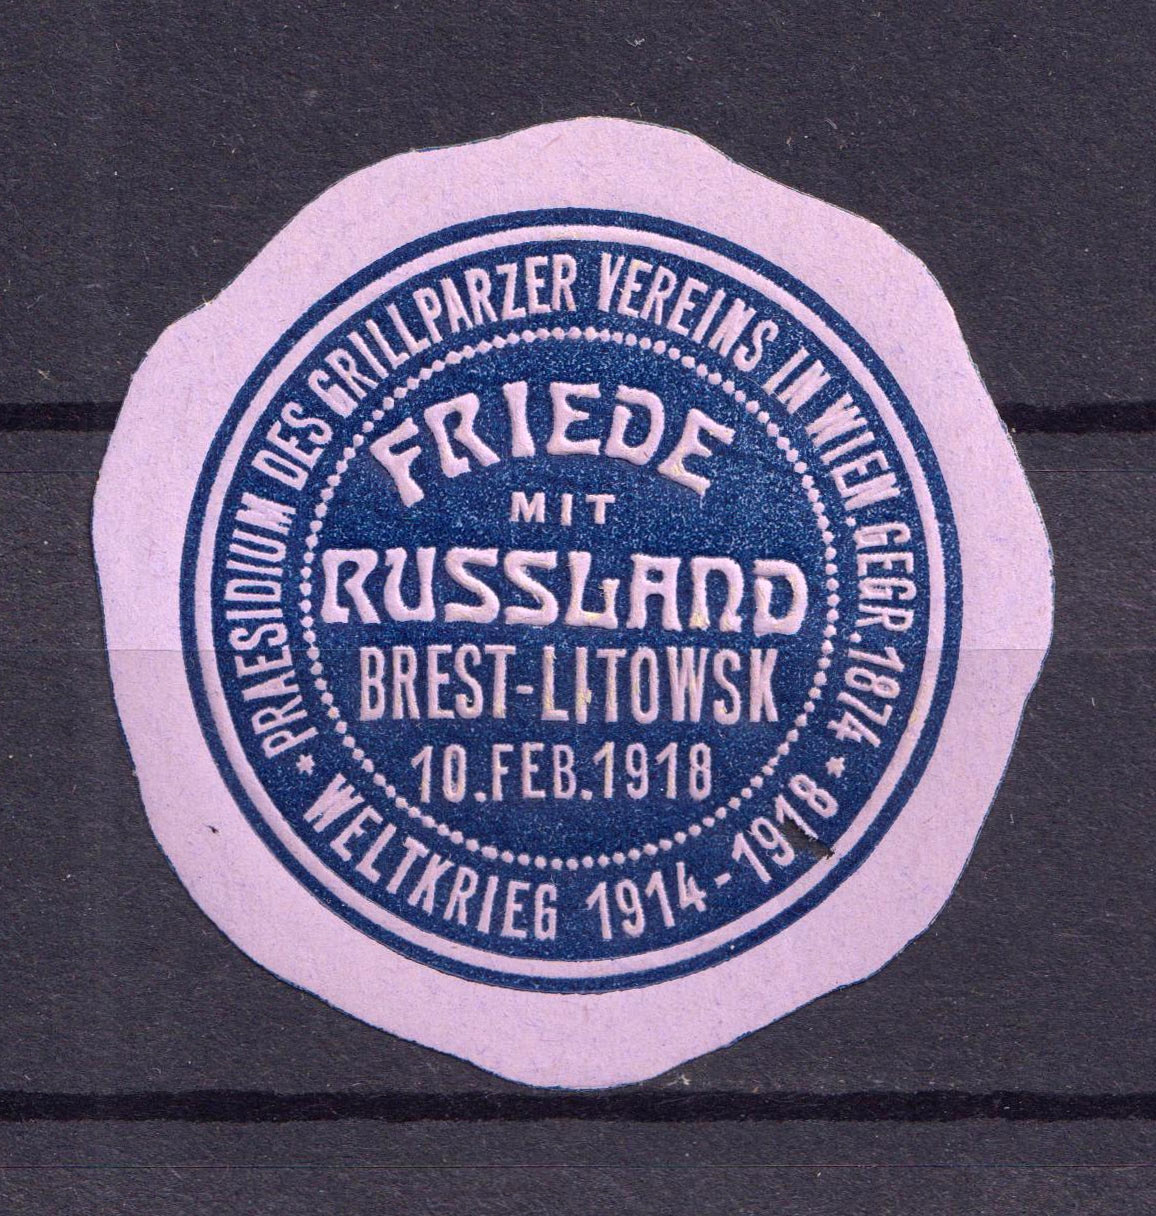 PRAESIDIUM DES GRILLPARZER VEREINS IN WIEN. GEGR. 1874
FRIEDE
MIT
RUSSLAND
BREST-LITOWSK
10. FEB. 1918
* WELTKRIEG 1914-1918 *